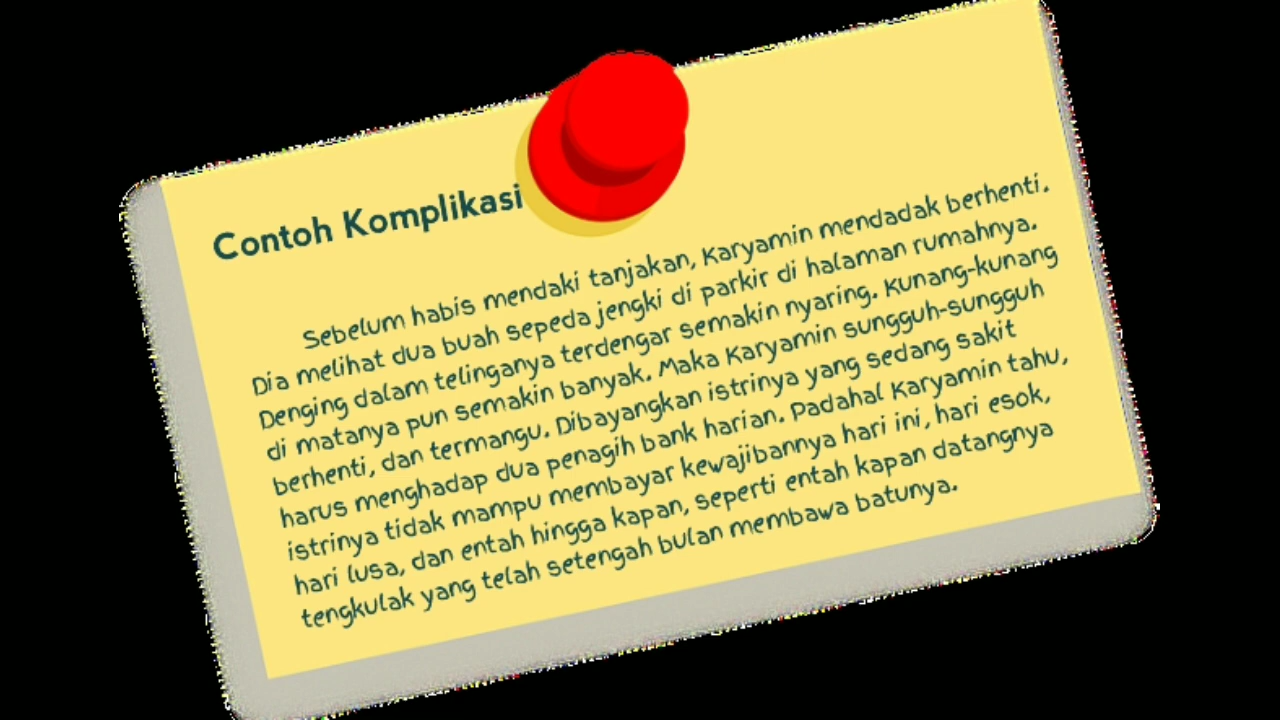 Contoh Komplikasi
Sebelum habis mendaki tanjakan, Karyamin mendadak berhenti.
Dia melihat dua buah sepeda jengki di parkir di halaman rumahnya.
Denging dalam telinganya terdengar semakin nyaring. Kunang-kunang
di matanya pun semakin banyak. Maka Karyamin sungguh-sungguh
berhenti, dan termangu. Dibayangkan istrinya yang sedang sakit
harus menghadap dua penagih bank harian. Padahal Karyamin tahu,
istrinya tidak mampu membayar kewajibannya hari ini, hari esok,
hari lusa, dan entah hingga kapan, seperti entah kapan datangnya
tengkulak yang telah setengah bulan membawa batunya.